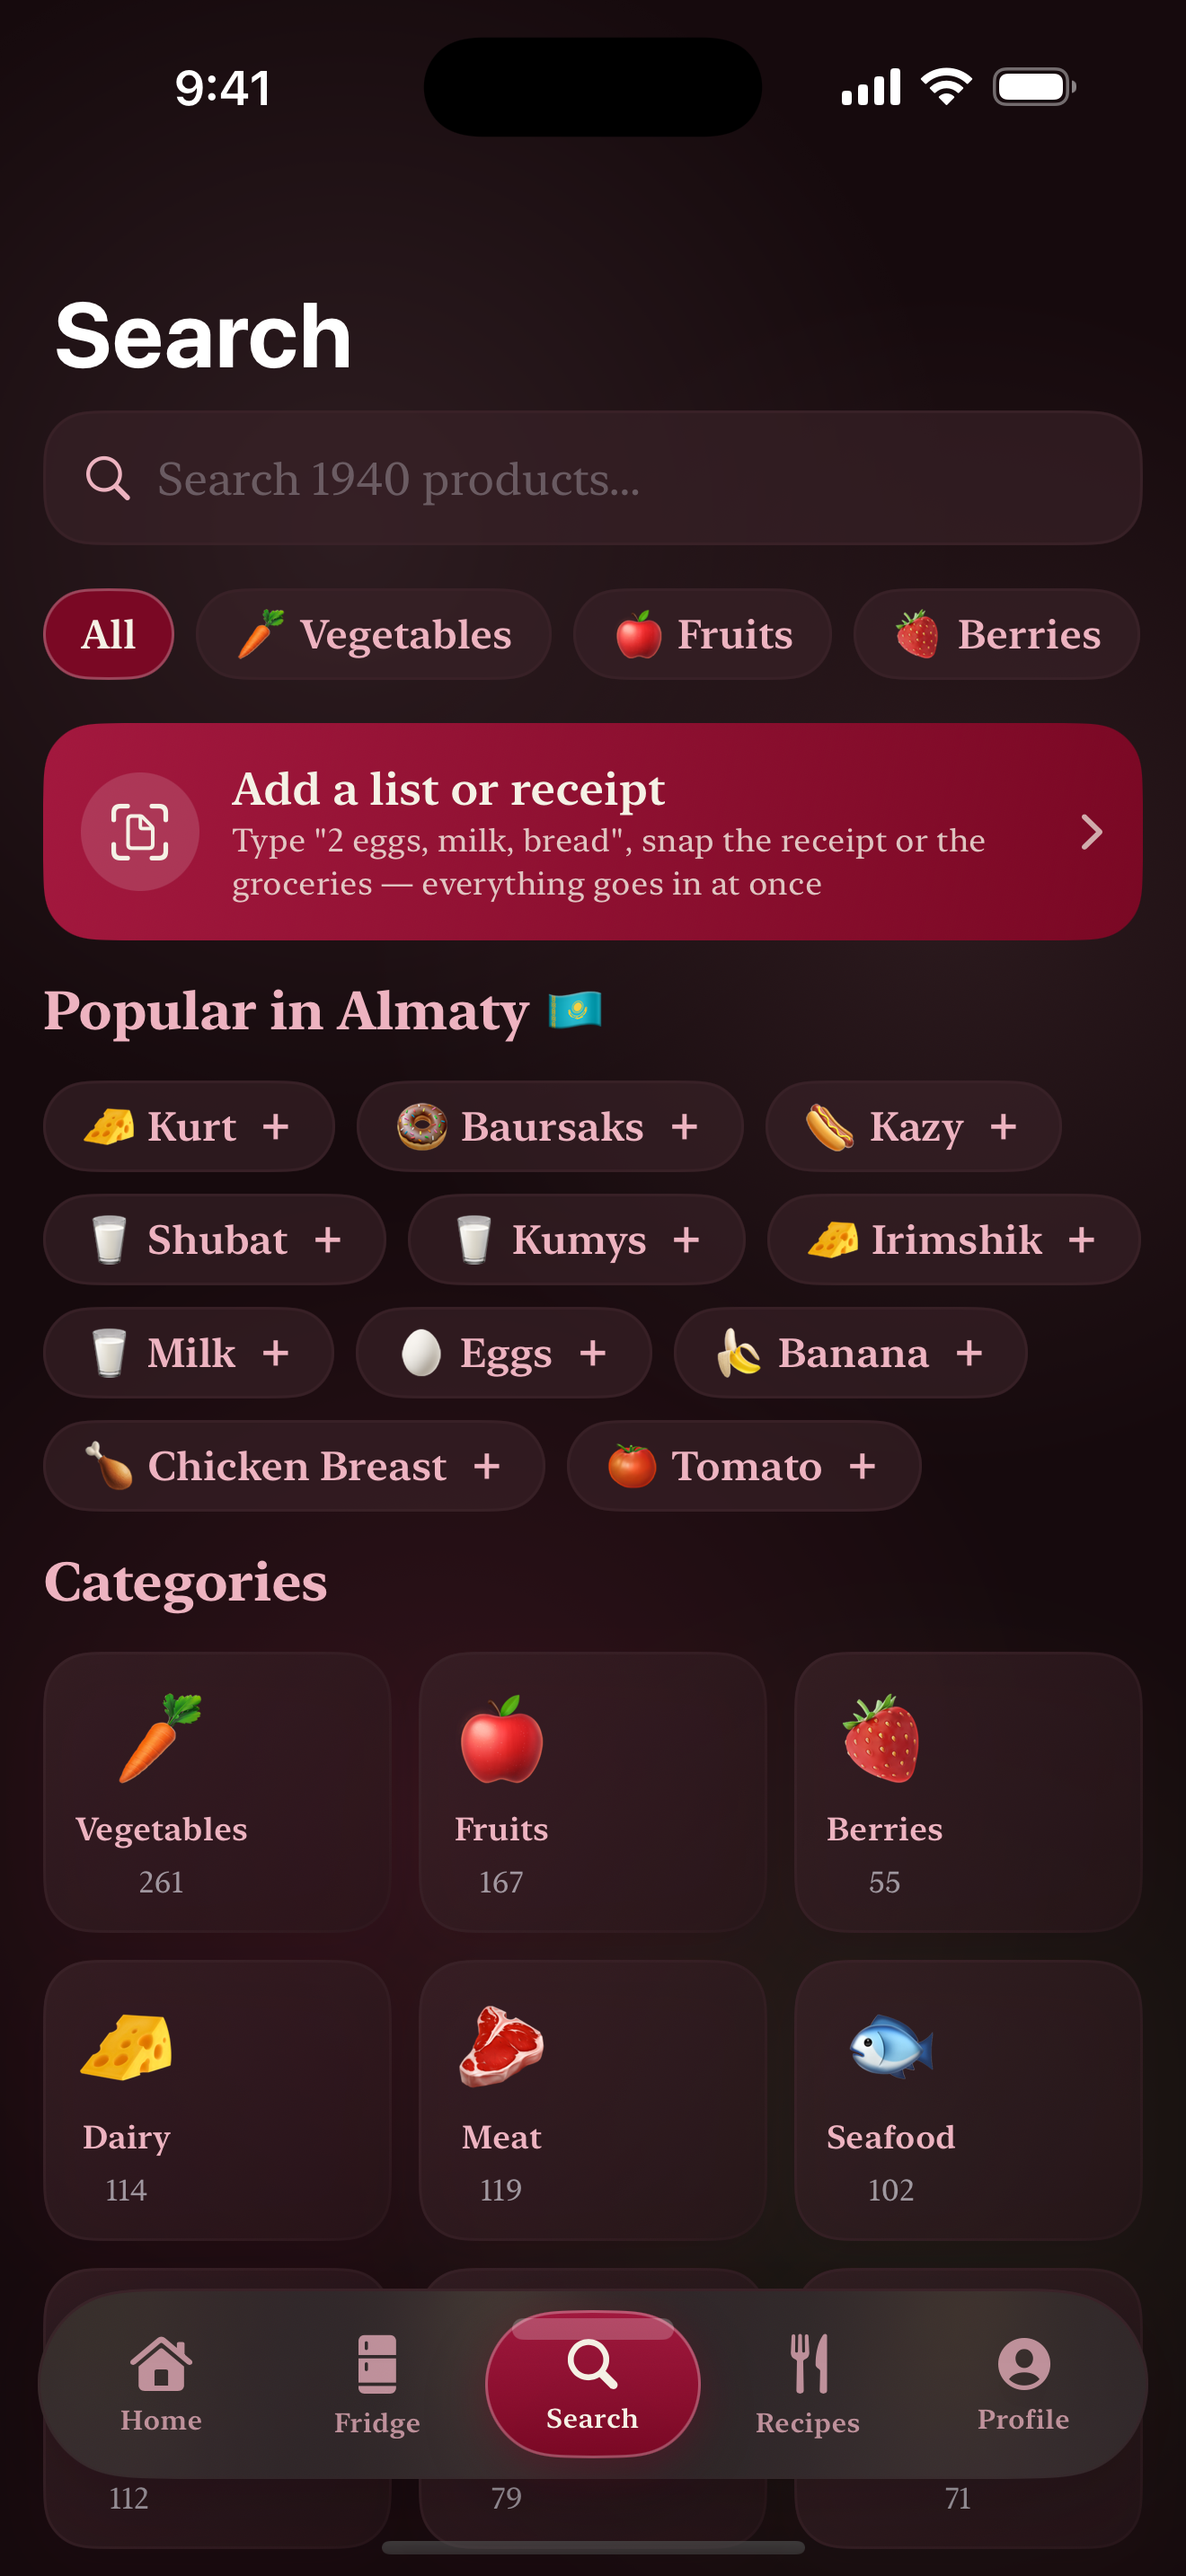 9:41
Search
Search 1940 products...
All
Vegetables
Fruits
Berries
Add a list or receipt
Type "2 eggs, milk, bread", snap the receipt or the
groceries — everything goes in at once
Popular in Almaty
Kurt +
Baursaks +
Kazy +
Shubat +
Kumys +
Irimshik +
Milk +
Eggs +
Banana +
Chicken Breast +
Tomato +
Categories
Vegetables
261
Fruits
167
Berries
55
Dairy
114
Meat
119
Seafood
102
Home
Fridge
Search
Recipes
Profile
112
79
71